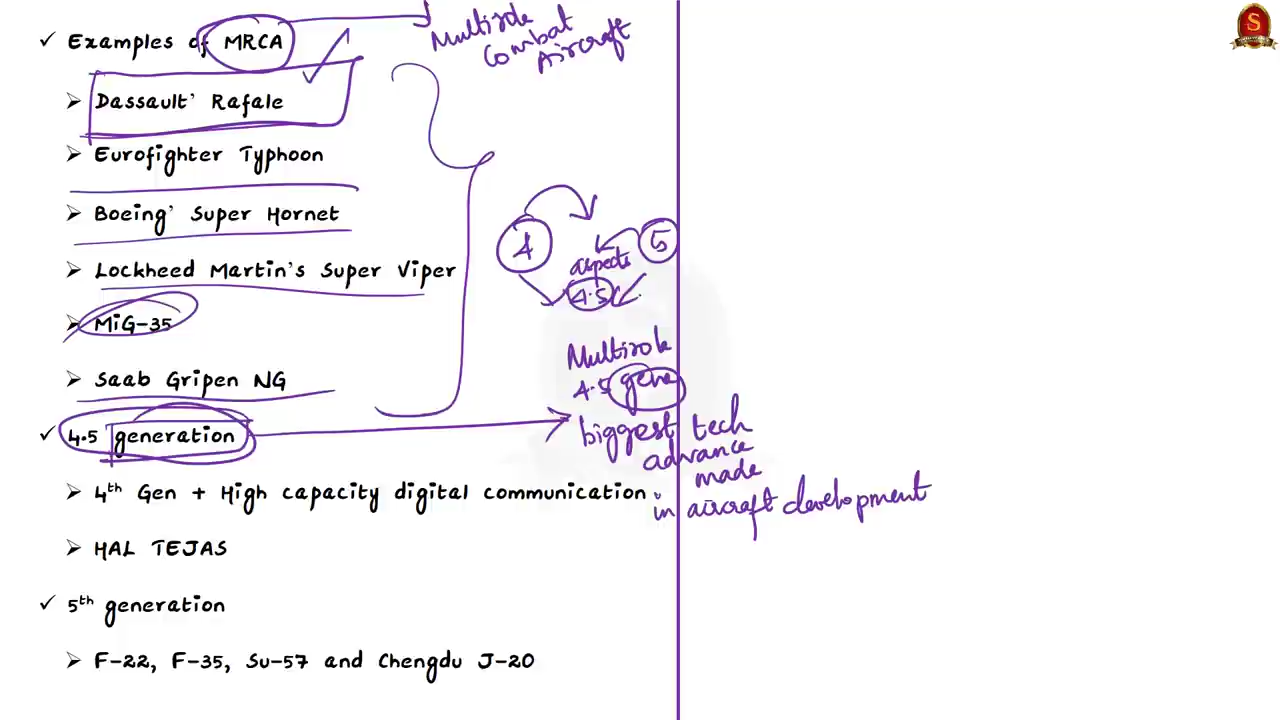 ✓ Examples of MRCA
Multirole
Combat
Aircraft
➤ Dassault' Rafale
➤ Eurofighter Typhoon
➤ Boeing' Super Hornet
➤ Lockheed Martin's Super Viper
➤ MiG-35
➤ Saab Gripen NG
4
5
aspects
4.5
Multirole
4.5 gene
biggest tech
advance
made
in aircraft development
✓ 4.5 generation
➤ 4th Gen + High capacity digital communication.
➤ HAL TEJAS
✓ 5th generation
➤ F-22, F-35, Su-57 and Chengdu J-20
S